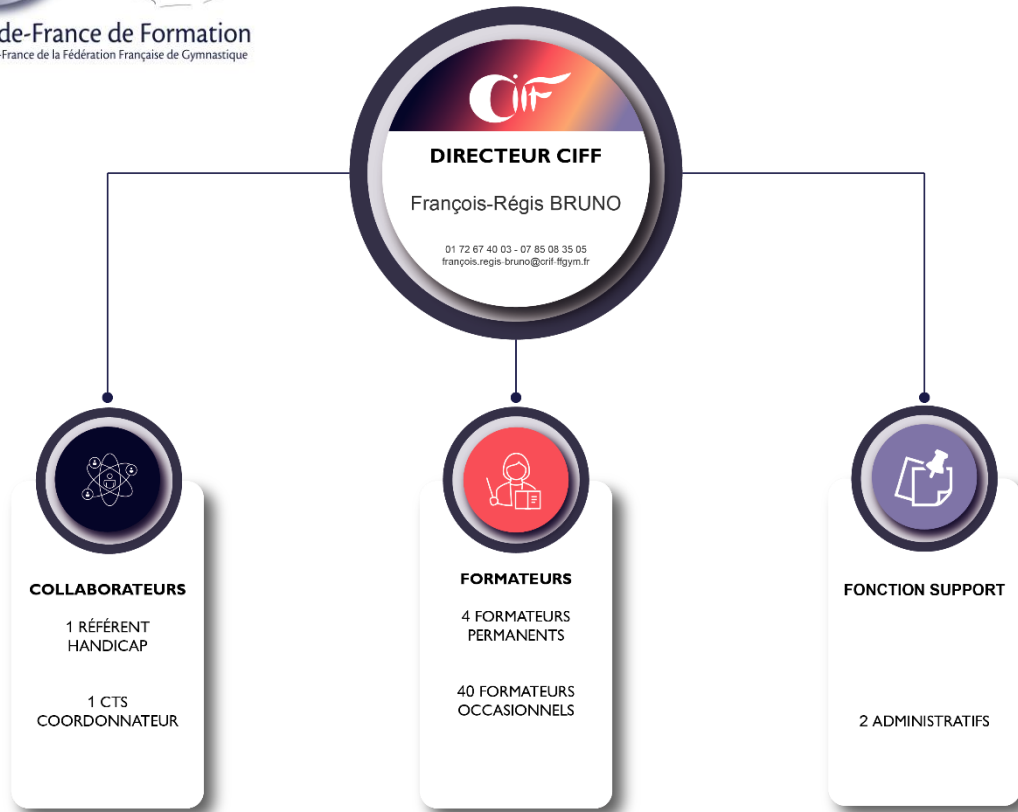 de-France de Formation
-France de la Fédération Française de Gymnastique
CIFF
DIRECTEUR CIFF
François-Régis BRUNO
01 72 67 40 03 - 07 85 08 35 05
françois.regis-bruno@crif-ffgym.fr
COLLABORATEURS
1 RÉFÉRENT
HANDICAP
1 CTS
COORDONNATEUR
FORMATEURS
4 FORMATEURS
PERMANENTS
40 FORMATEURS
OCCASIONNELS
FONCTION SUPPORT
2 ADMINISTRATIFS